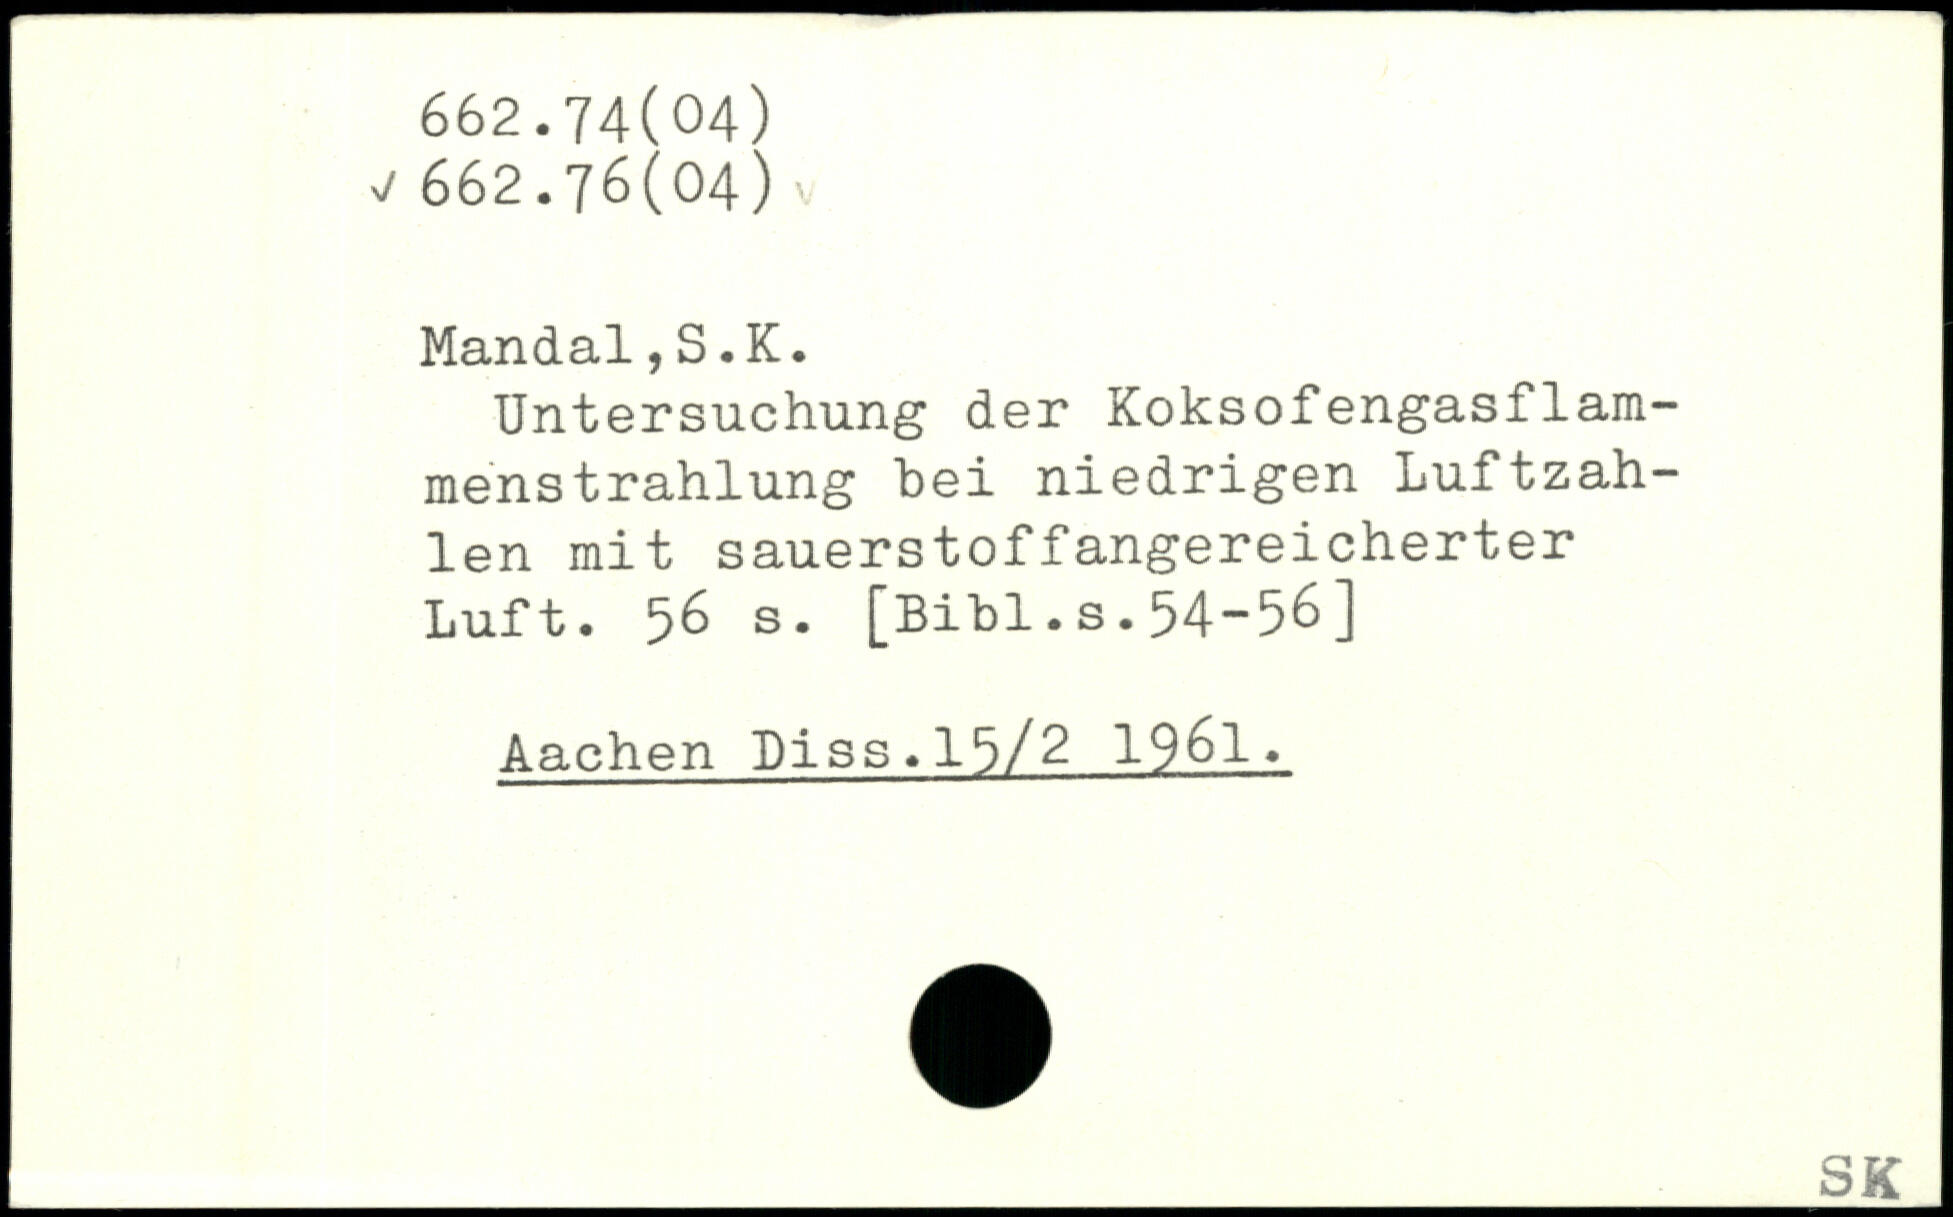 662.74(04)
✓ 662.76(04) ✓
Mandal,S.K.
Untersuchung der Koksofengasflam-
menstrahlung bei niedrigen Luftzah-
len mit sauerstoffangereicherter
Luft. 56 s. [Bibl.s.54-56]
Aachen Diss.15/2 1961.
SK